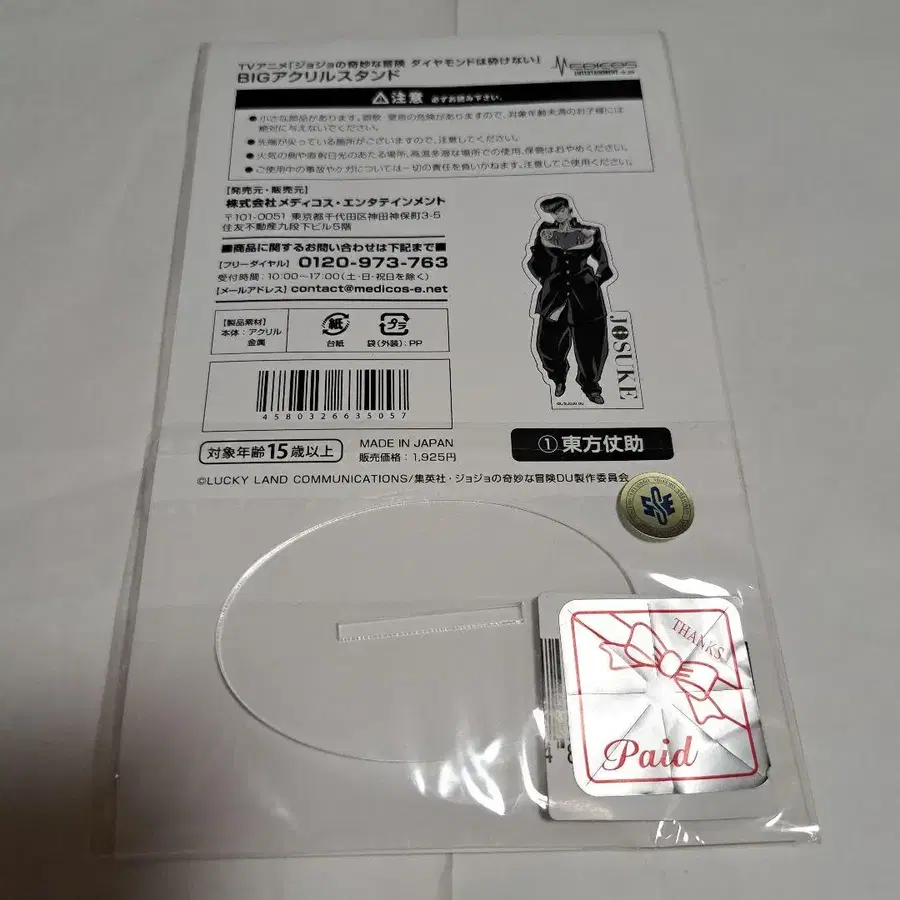 TVアニメ「ジョジョの奇妙な冒険 ダイヤモンドは砕けない」
BIGアクリルスタンド
MEDICOS
ENTERTAINMENT
⚠注意 必ずお読み下さい。
●小さな部品があります。誤飲 窒息の危険がありますので、対象年齢未満のお子様には
絶対に与えないでください。
●先端が尖っている箇所がございますので、注意してください。
●火気の側や直射日光のあたる場所、高温多湿な場所での使用、保管はおやめください。
●ご使用中の事故やケガについては一切の責任を負いかねます。注意してご使用ください。
【発売元・販売元】
株式会社メディコス・エンタテインメント
〒101-0051 東京都千代田区神田神保町3-5
住友不動産九段下ビル5階
■商品に関するお問い合わせは下記まで■
【フリーダイヤル】 0120-973-763
受付時間:10:00〜17:00(土・日・祝日を除く)
【メールアドレス】 contact@medicos-e.net
【製品素材】
本体:アクリル
金属
紙
台紙
プラ
袋(外装):PP
JOSUKE
4580326635057
対象年齢15歳以上
MADE IN JAPAN
販売価格:1,925円
①東方仗助
©LUCKY LAND COMMUNICATIONS/集英社・ジョジョの奇妙な冒険DU製作委員会
THANKS
Paid